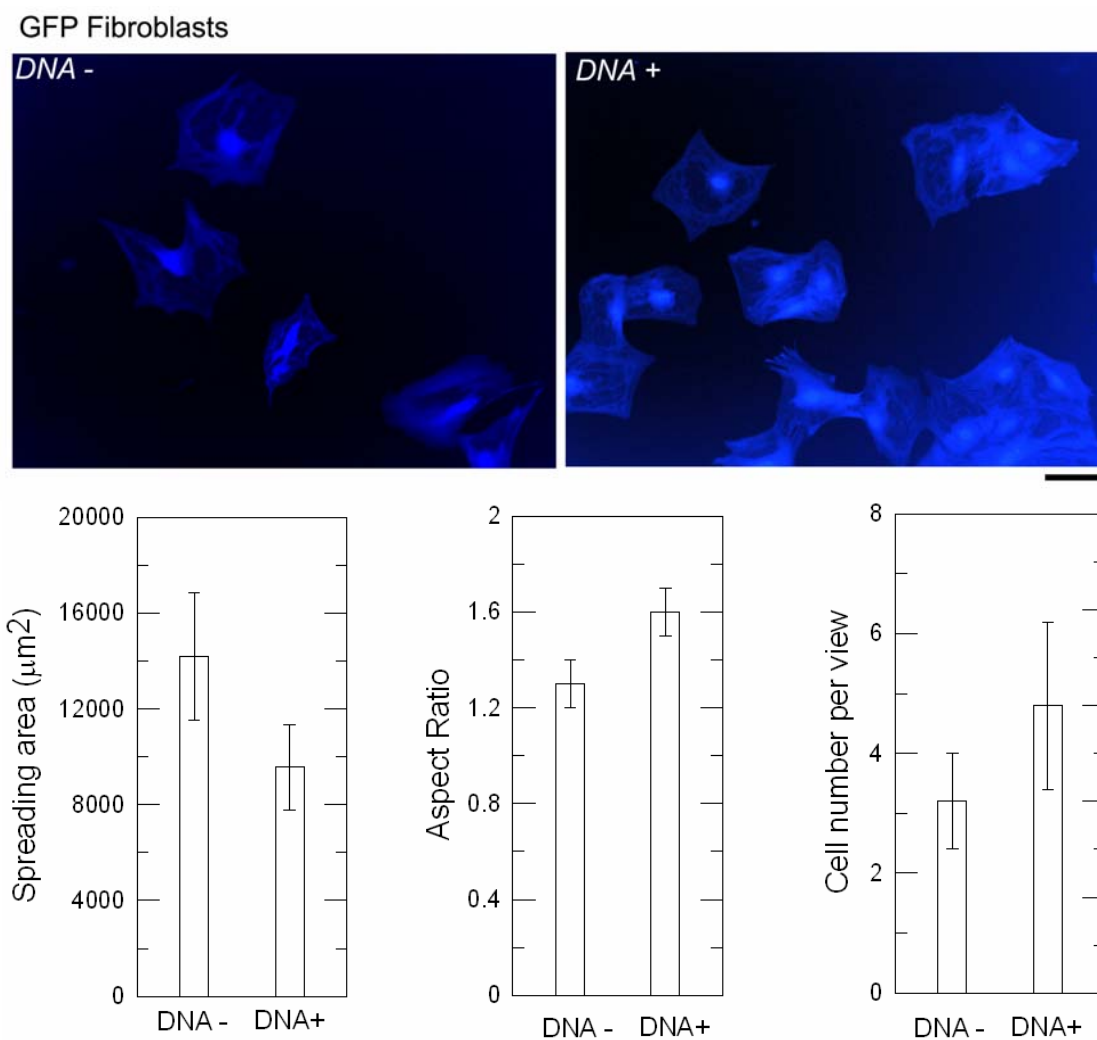 GFP Fibroblasts
DNA -
DNA +
20000
16000
12000
8000
4000
0
Spreading area (μm2)
DNA - DNA+
2
1.6
1.2
0.8
0.4
0
Aspect Ratio
DNA - DNA+
8
6
4
2
0
Cell number per view
DNA - DNA+